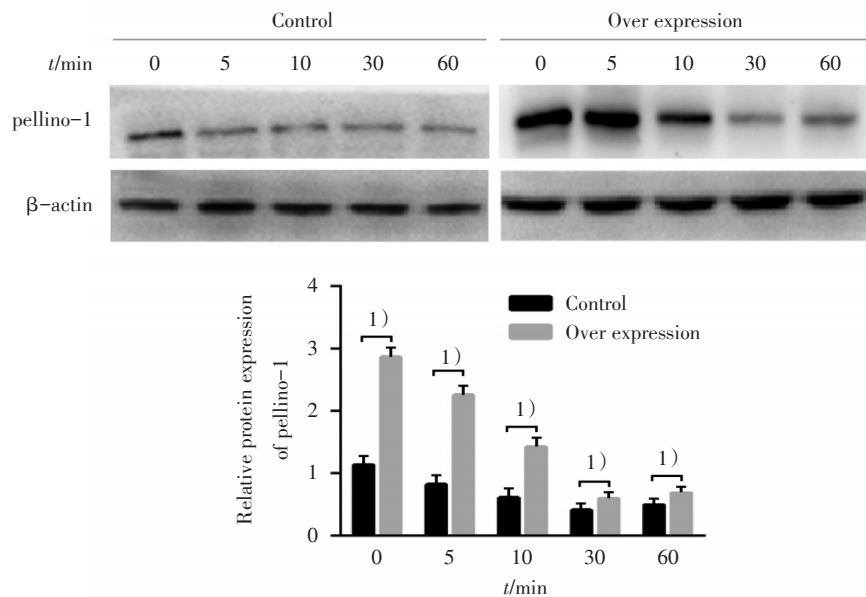 Control Over expression
t/min 0 5 10 30 60 0 5 10 30 60
pellino-1
β-actin
4
3
2
1
0
Relative protein expression
of pellino-1
Control
Over expression
1)
1)
1)
1)
1)
0 5 10 30 60
t/min